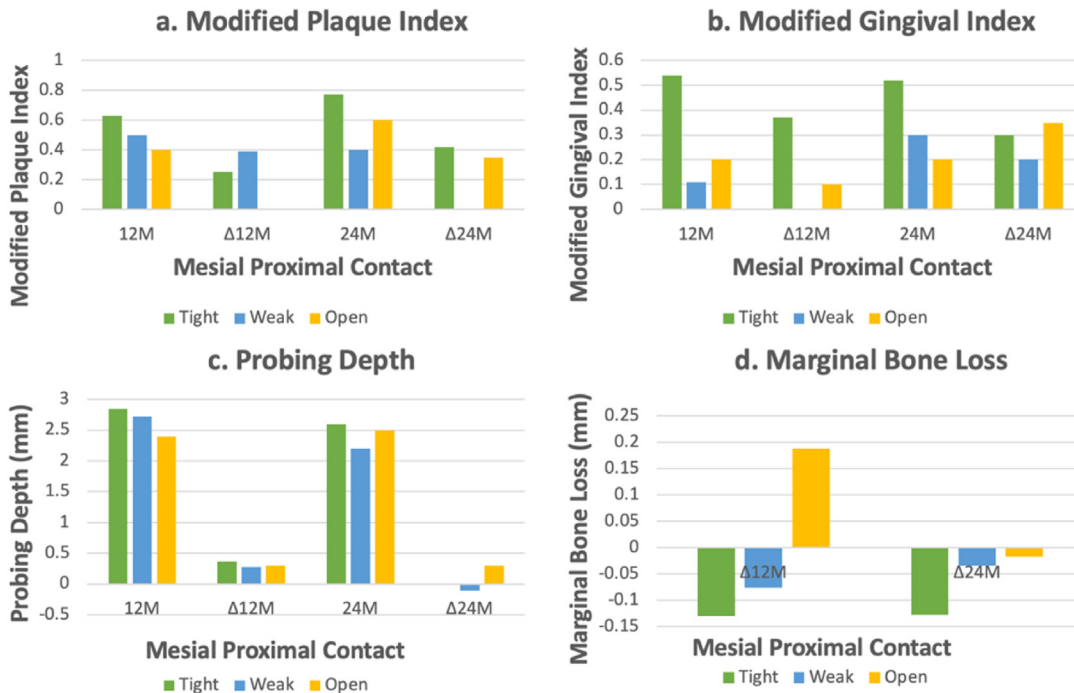 a. Modified Plaque Index
Modified Plaque Index
1
0.8
0.6
0.4
0.2
0
12M Δ12M 24M Δ24M
Mesial Proximal Contact
Tight Weak Open
b. Modified Gingival Index
Modified Gingival Index
0.6
0.5
0.4
0.3
0.2
0.1
0
12M Δ12M 24M Δ24M
Mesial Proximal Contact
Tight Weak Open
c. Probing Depth
Probing Depth (mm)
3
2.5
2
1.5
1
0.5
0
-0.5
12M Δ12M 24M Δ24M
Mesial Proximal Contact
Tight Weak Open
d. Marginal Bone Loss
Marginal Bone Loss (mm)
0.25
0.2
0.15
0.1
0.05
0
-0.05
-0.1
-0.15
Δ12M Δ24M
Mesial Proximal Contact
Tight Weak Open